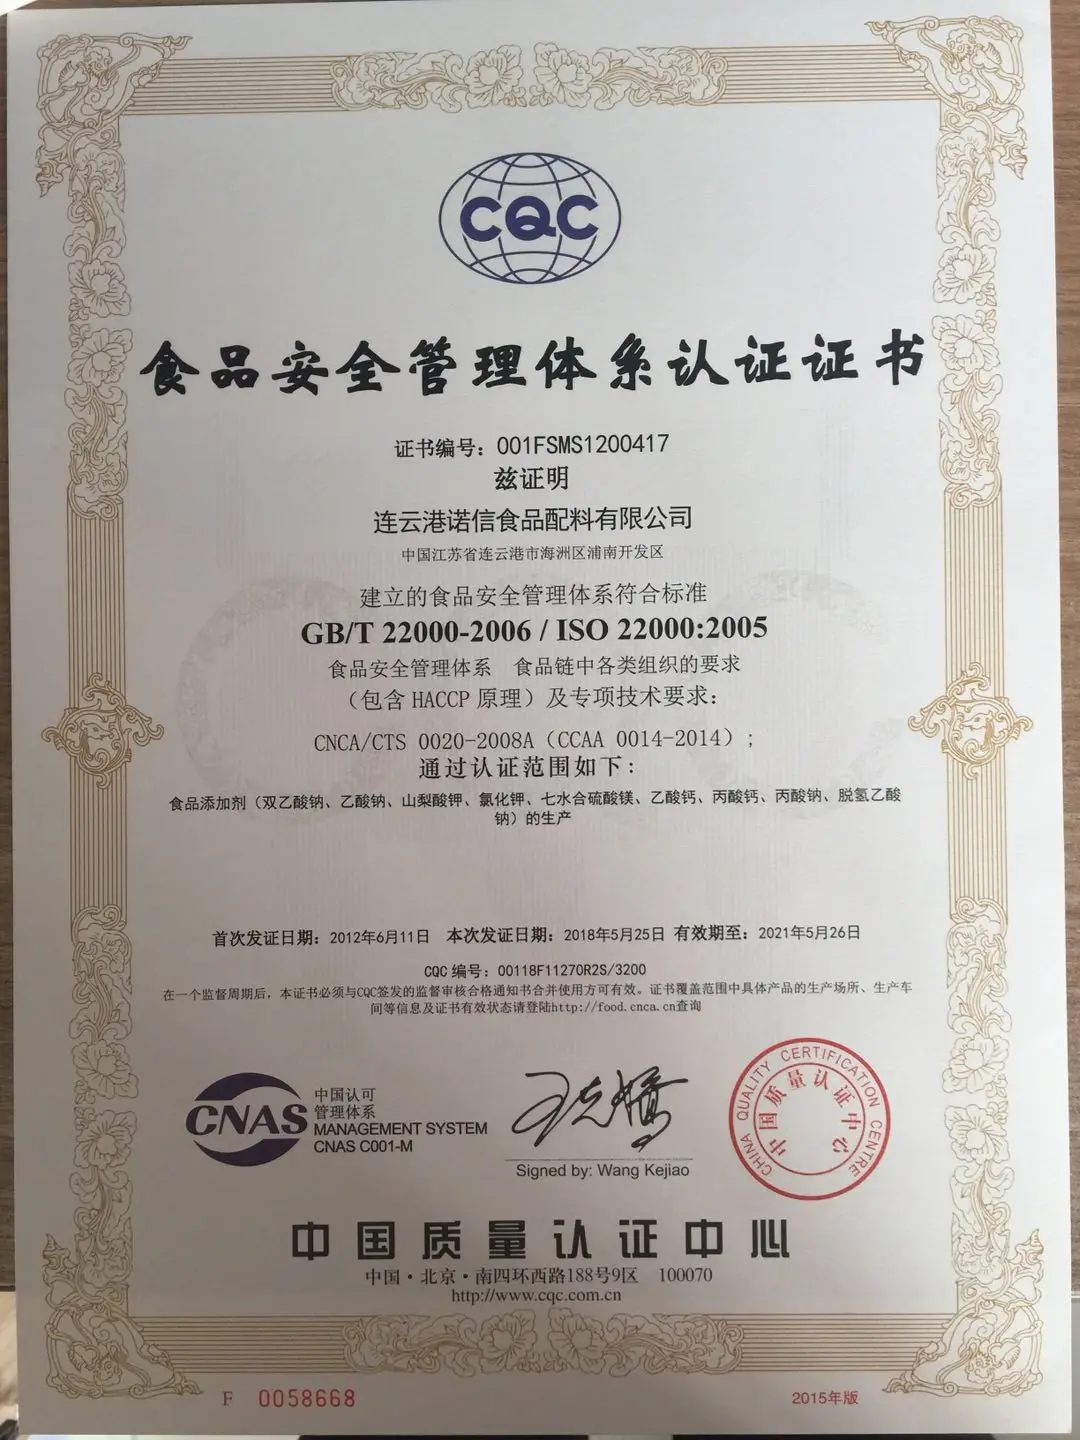 CQC
食品安全管理体系认证证书
证书编号：001FSMS1200417
兹证明
连云港诺信食品配料有限公司
中国江苏省连云港市海洲区浦南开发区
建立的食品安全管理体系符合标准
GB/T 22000-2006 / ISO 22000:2005
食品安全管理体系 食品链中各类组织的要求
（包含 HACCP 原理）及专项技术要求：
CNCA/CTS 0020-2008A（CCAA 0014-2014）；
通过认证范围如下：
食品添加剂（双乙酸钠、乙酸钠、山梨酸钾、氯化钾、七水合硫酸镁、乙酸钙、丙酸钙、丙酸钠、脱氢乙酸
钠）的生产
首次发证日期：2012年6月11日 本次发证日期：2018年5月25日 有效期至：2021年5月26日
CQC 编号：00118F11270R2S/3200
在一个监督周期后，本证书必须与CQC签发的监督审核合格通知书合并使用方可有效。证书覆盖范围中具体产品的生产场所、生产车
间等信息及证书有效状态请登陆http://food.cnca.cn查询
CNAS
中国认可
管理体系
MANAGEMENT SYSTEM
CNAS C001-M
王克娇
Signed by: Wang Kejiao
CHINA QUALITY CERTIFICATION CENTRE
中国质量认证中心
中国质量认证中心
中国·北京·南四环西路188号9区 100070
http://www.cqc.com.cn
F 0058668
2015年版